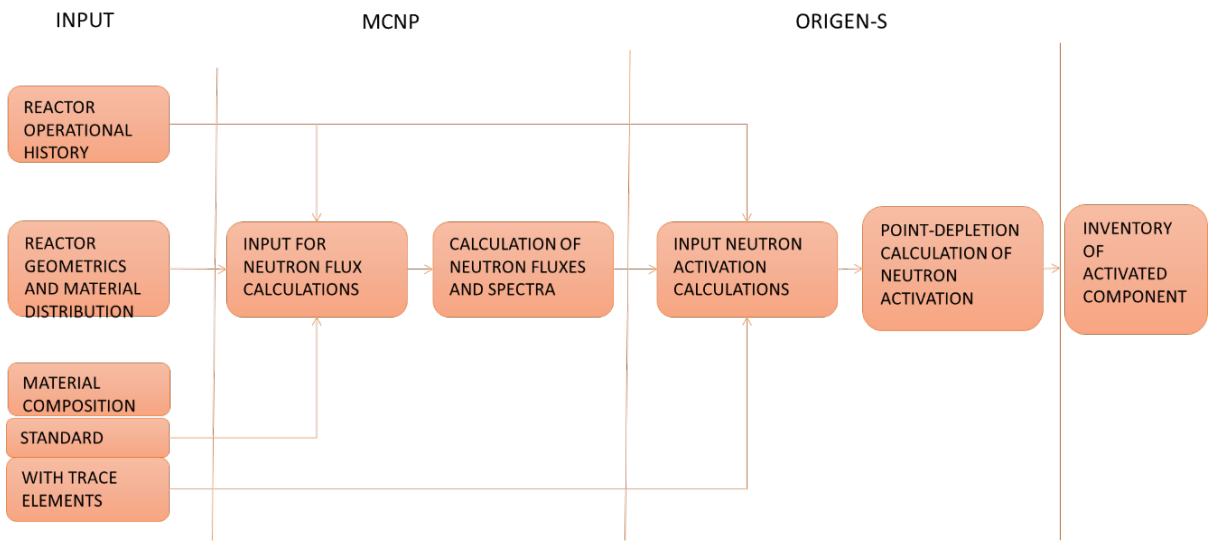 INPUT
MCNP
ORIGEN-S
REACTOR
OPERATIONAL
HISTORY
REACTOR
GEOMETRICS
AND MATERIAL
DISTRIBUTION
INPUT FOR
NEUTRON FLUX
CALCULATIONS
CALCULATION OF
NEUTRON FLUXES
AND SPECTRA
INPUT NEUTRON
ACTIVATION
CALCULATIONS
POINT-DEPLETION
CALCULATION OF
NEUTRON
ACTIVATION
INVENTORY
OF
ACTIVATED
COMPONENT
MATERIAL
COMPOSITION
STANDARD
WITH TRACE
ELEMENTS